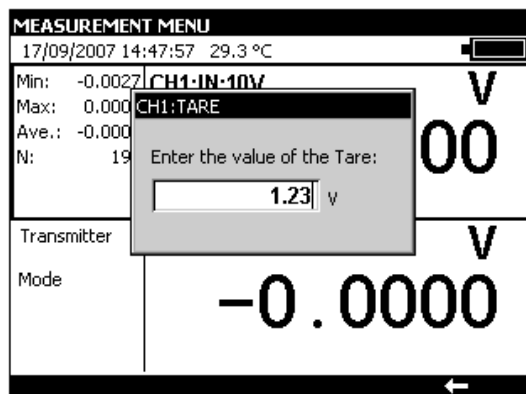 MEASUREMENT MENU
17/09/2007 14:47:57 29.3 °C
Min: -0.0027
Max: 0.000
Ave.: -0.000
N: 19
CH1:IN:10V
V
00
CH1:TARE
Enter the value of the Tare:
1.23 V
Transmitter
Mode
V
-0.0000